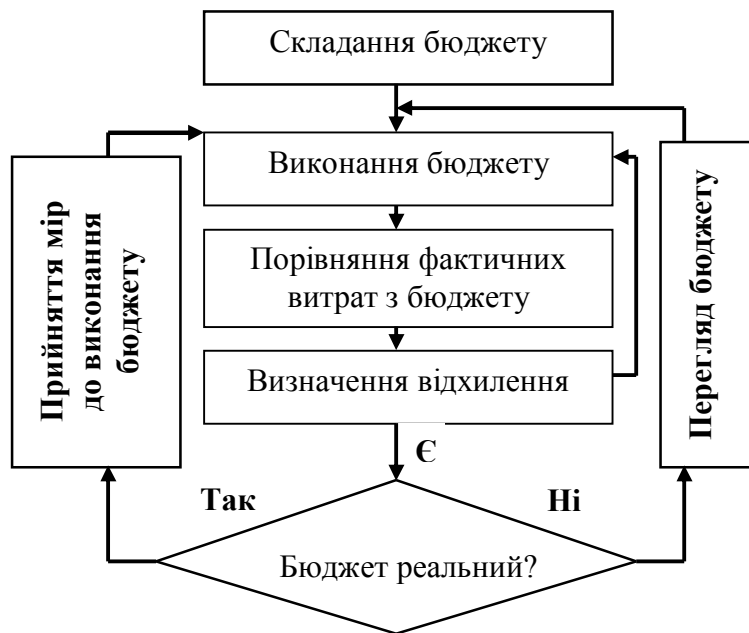 Складання бюджету
Виконання бюджету
Порівняння фактичних
витрат з бюджету
Визначення відхилення
Є
Прийняття мір
до виконання
бюджету
Перегляд бюджету
Так
Ні
Бюджет реальний?